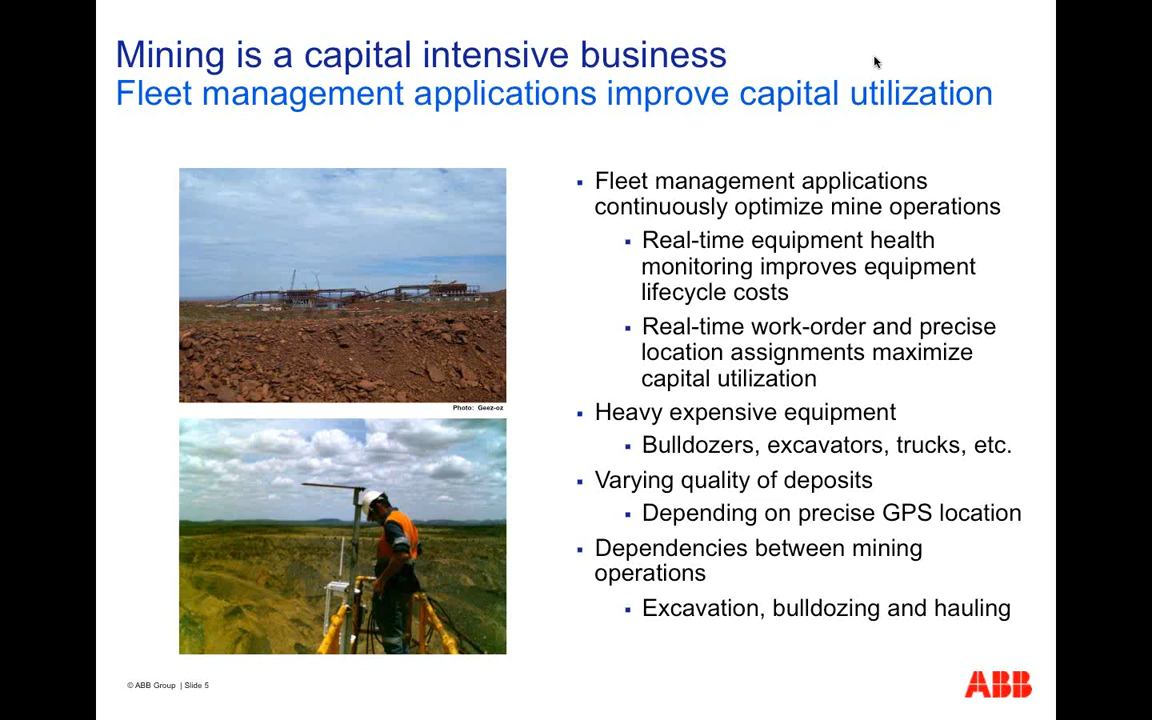 Mining is a capital intensive business
Fleet management applications improve capital utilization
Photo: Geez-oz
▪ Fleet management applications
continuously optimize mine operations
▪ Real-time equipment health
monitoring improves equipment
lifecycle costs
▪ Real-time work-order and precise
location assignments maximize
capital utilization
▪ Heavy expensive equipment
▪ Bulldozers, excavators, trucks, etc.
▪ Varying quality of deposits
▪ Depending on precise GPS location
▪ Dependencies between mining
operations
▪ Excavation, bulldozing and hauling
© ABB Group | Slide 5
ABB